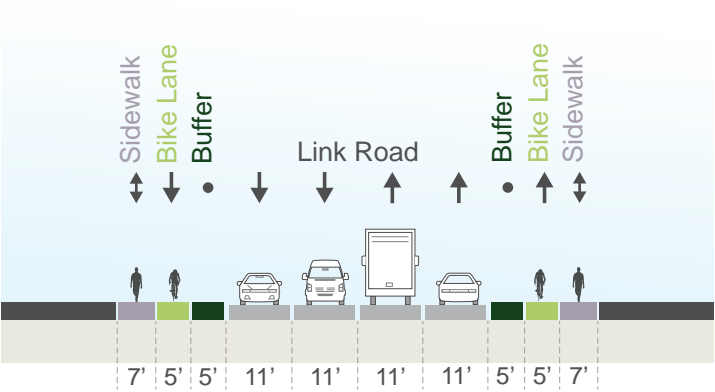 Sidewalk
Bike Lane
Buffer
Link Road
Buffer
Bike Lane
Sidewalk
7’ 5’ 5’ 11’ 11’ 11’ 11’ 5’ 5’ 7’